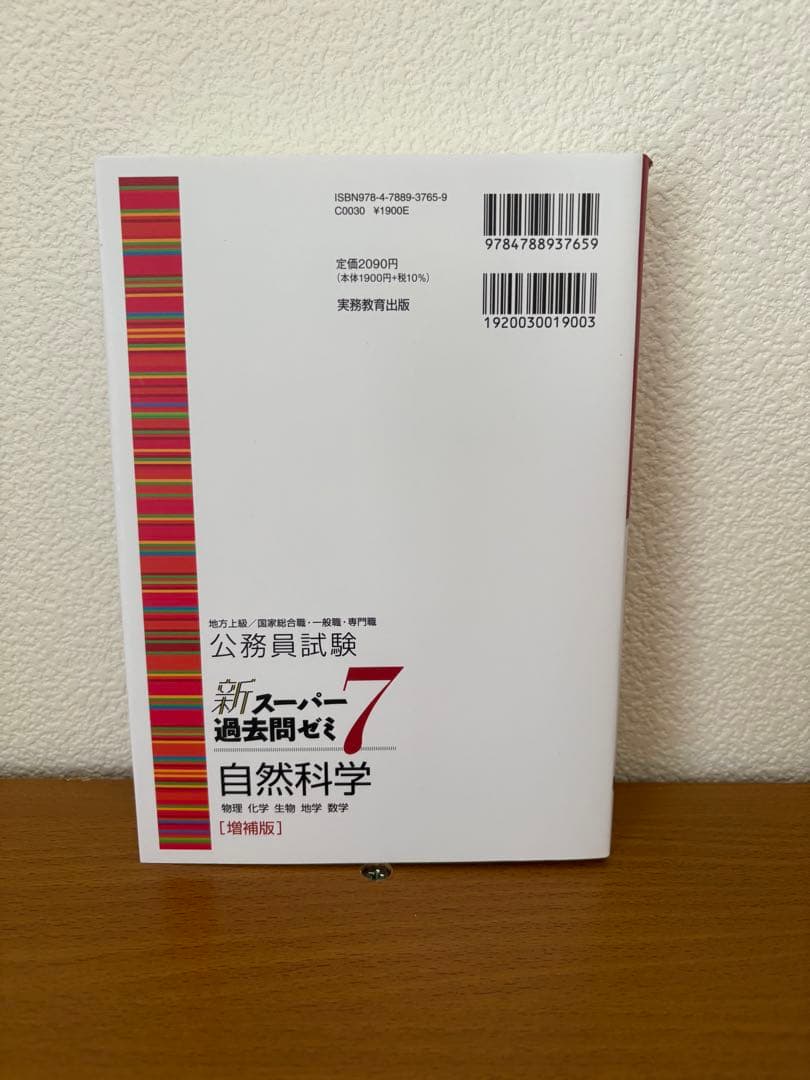 ISBN978-4-7889-3765-9
C0030 ¥1900E
9784788937659
定価2090円
(本体1900円+税10%)
実務教育出版
1920030019003
地方上級/国家総合職・一般職・専門職
公務員試験
新スーパー
過去問ゼミ7
自然科学
物理 化学 生物 地学 数学
[増補版]